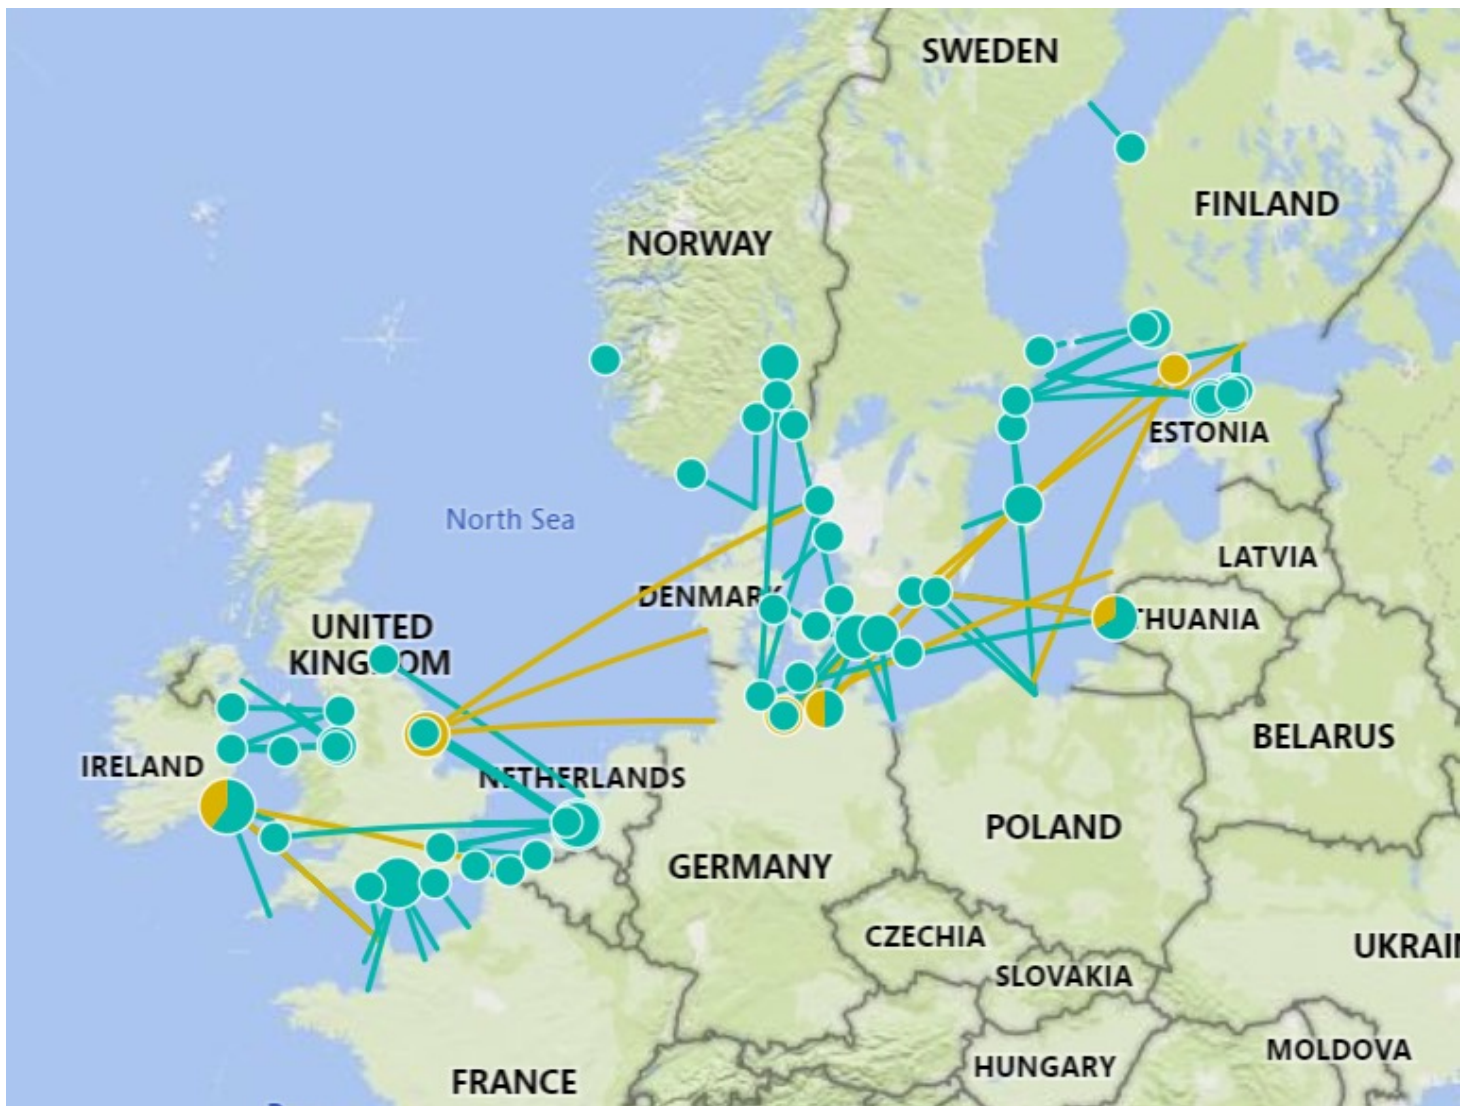 SWEDEN
FINLAND
NORWAY
ESTONIA
North Sea
LATVIA
DENMARK
THUANIA
UNITED
KINGDOM
BELARUS
IRELAND
NETHERLANDS
POLAND
GERMANY
CZECHIA
UKRAI
SLOVAKIA
MOLDOVA
HUNGARY
FRANCE